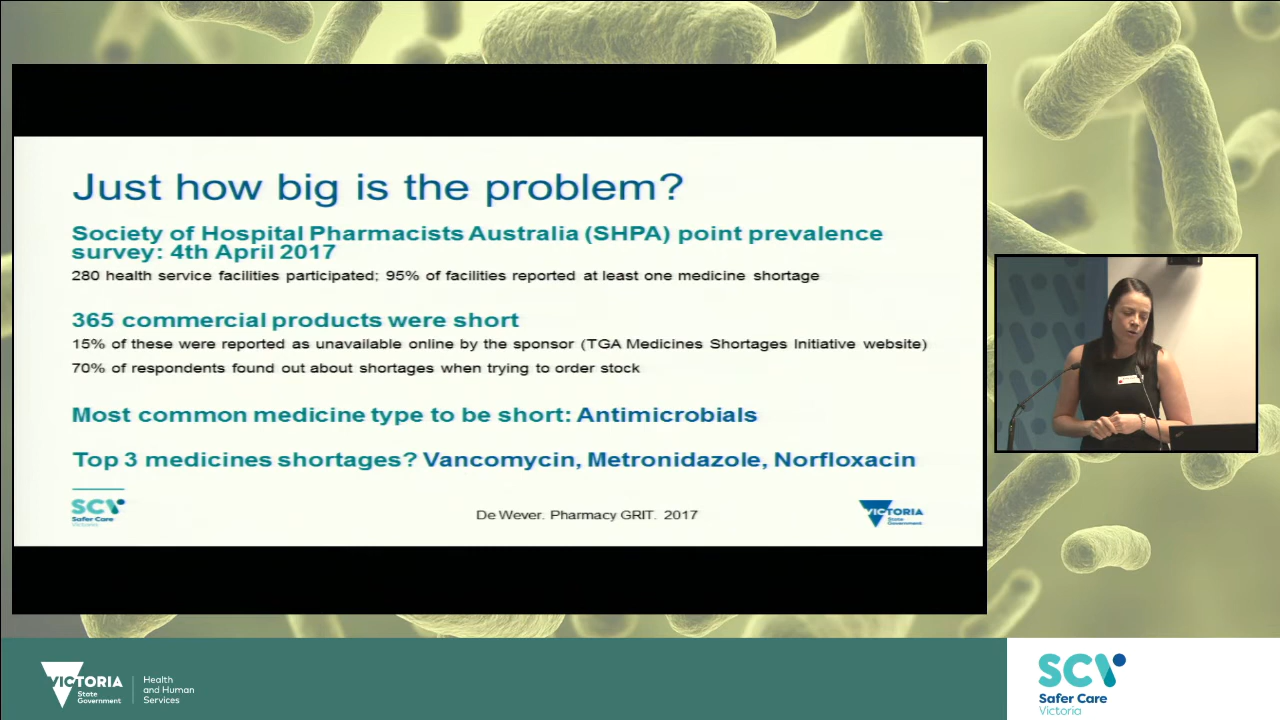 Just how big is the problem?
Society of Hospital Pharmacists Australia (SHPA) point prevalence
survey: 4th April 2017
280 health service facilities participated; 95% of facilities reported at least one medicine shortage
365 commercial products were short
15% of these were reported as unavailable online by the sponsor (TGA Medicines Shortages Initiative website)
70% of respondents found out about shortages when trying to order stock
Most common medicine type to be short: Antimicrobials
Top 3 medicines shortages? Vancomycin, Metronidazole, Norfloxacin
SCV
Safer Care
Victoria
De Wever. Pharmacy GRIT. 2017
VICTORIA
State
Government
VICTORIA
State
Government
Health
and Human
Services
SCV
Safer Care
Victoria